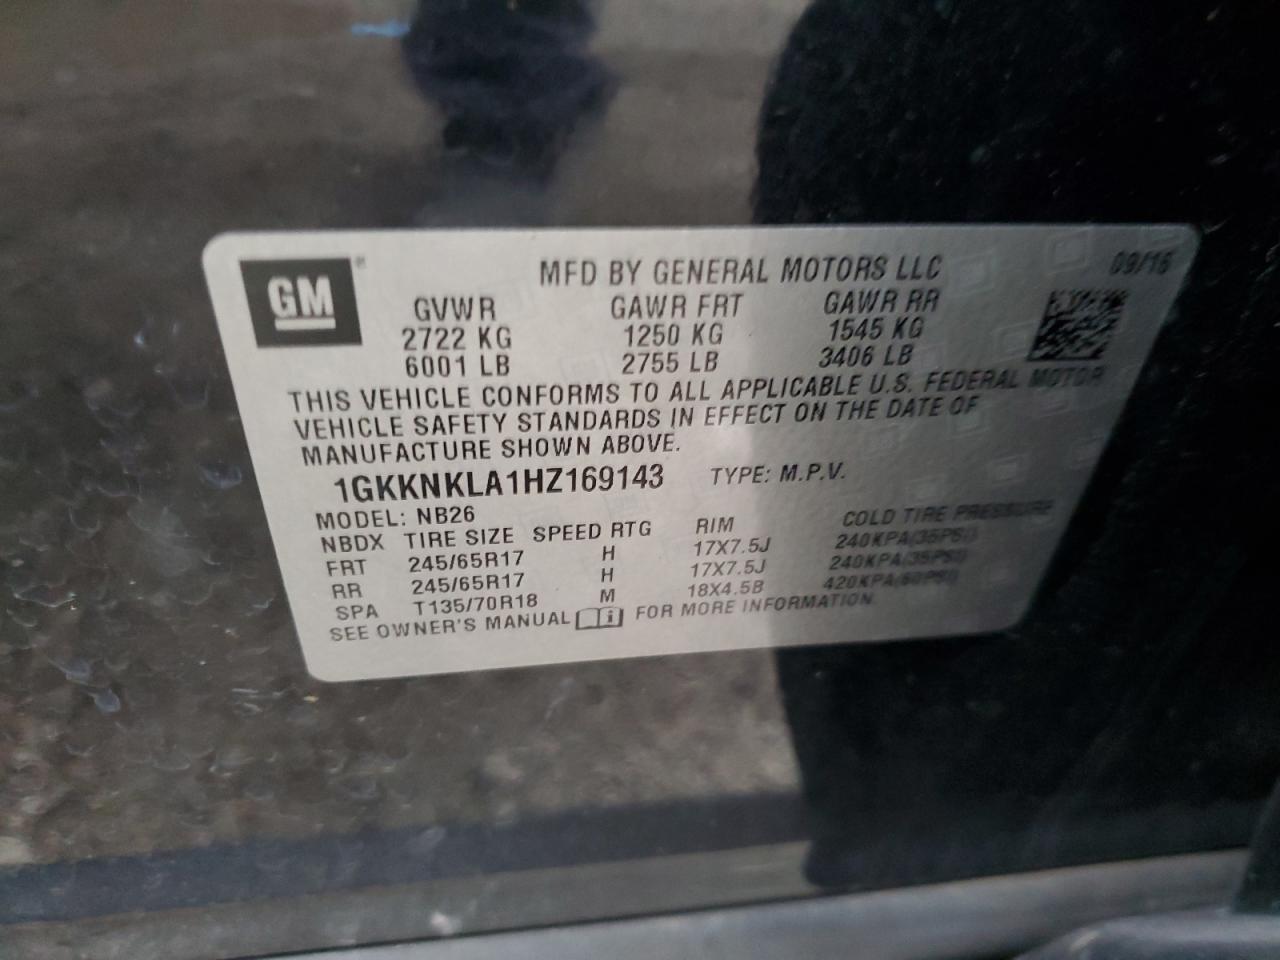 GM®
MFD BY GENERAL MOTORS LLC 09/16
GVWR GAWR FRT GAWR RR
2722 KG 1250 KG 1545 KG
6001 LB 2755 LB 3406 LB
THIS VEHICLE CONFORMS TO ALL APPLICABLE U.S. FEDERAL MOTOR
VEHICLE SAFETY STANDARDS IN EFFECT ON THE DATE OF
MANUFACTURE SHOWN ABOVE.
1GKKNKLA1HZ169143 TYPE: M.P.V.
MODEL: NB26
NBDX TIRE SIZE SPEED RTG RIM COLD TIRE PRESSURE
FRT 245/65R17 H 17X7.5J 240KPA(35PSI)
RR 245/65R17 H 17X7.5J 240KPA(35PSI)
SPA T135/70R18 M 18X4.5B 420KPA(60PSI)
SEE OWNER'S MANUAL FOR MORE INFORMATION.